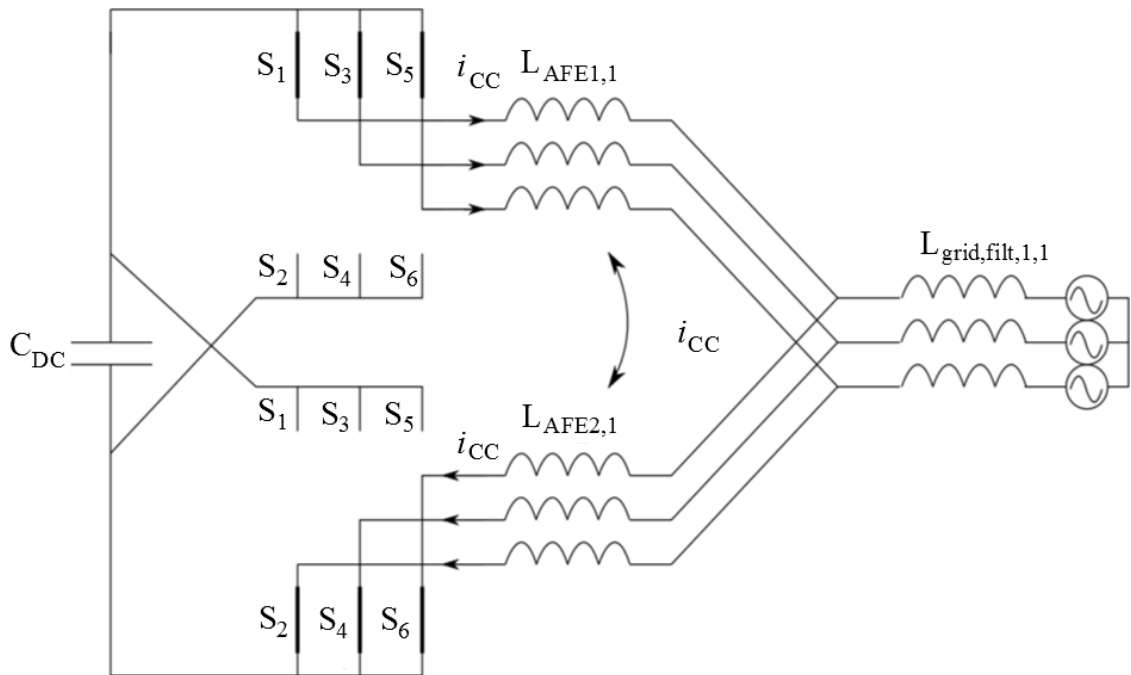 S1 S3 S5 iCC LAFE1,1
S2 S4 S6 Lgrid,filt,1,1
CDC iCC
S1 S3 S5 LAFE2,1
iCC
S2 S4 S6